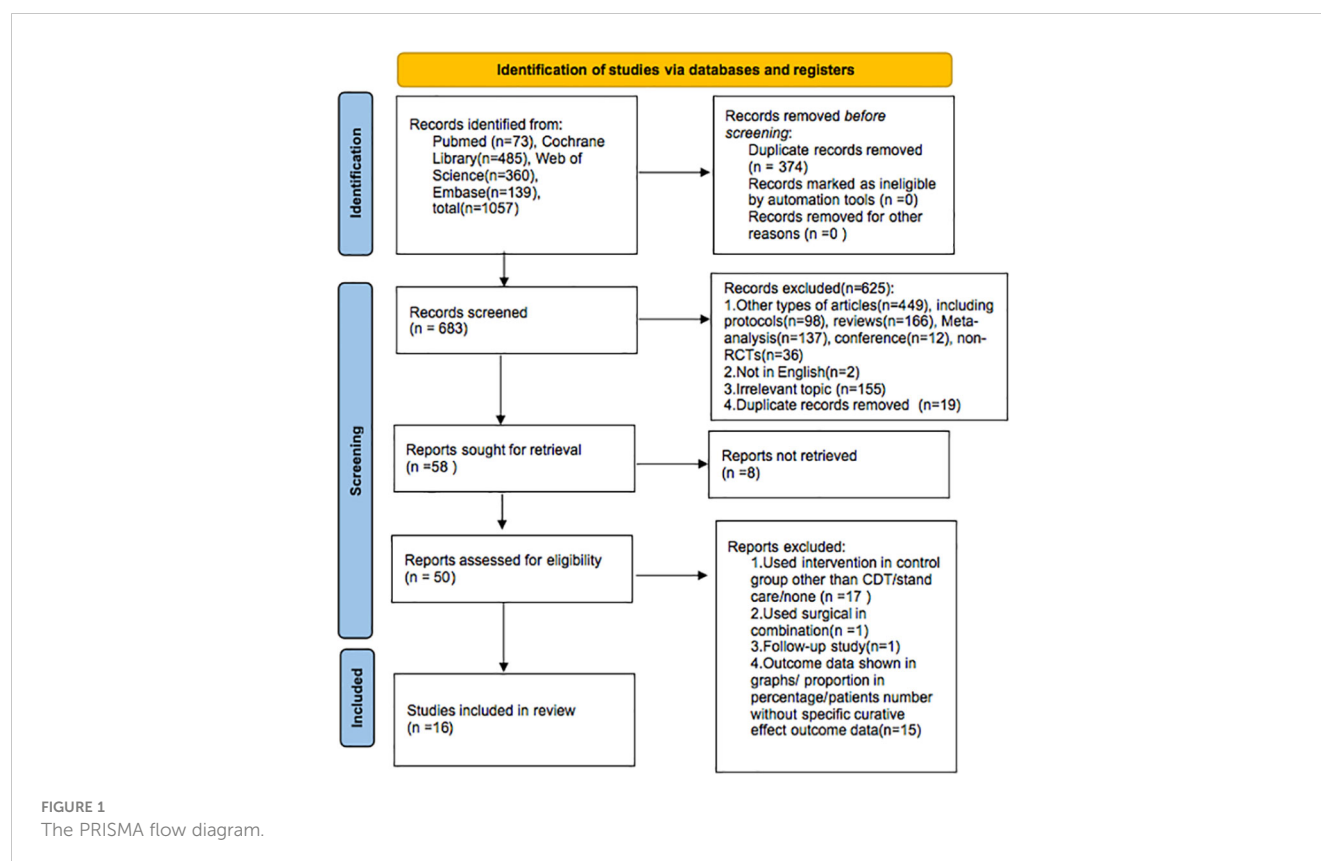 Identification of studies via databases and registers
Identification
Records identified from:
Pubmed (n=73), Cochrane
Library(n=485), Web of
Science(n=360),
Embase(n=139),
total(n=1057)
Records removed before
screening:
Duplicate records removed
(n = 374)
Records marked as ineligible
by automation tools (n =0)
Records removed for other
reasons (n =0 )
Screening
Records screened
(n = 683)
Records excluded(n=625):
1.Other types of articles(n=449), including
protocols(n=98), reviews(n=166), Meta-
analysis(n=137), conference(n=12), non-
RCTs(n=36)
2.Not in English(n=2)
3.Irrelevant topic (n=155)
4.Duplicate records removed (n=19)
Reports sought for retrieval
(n =58 )
Reports not retrieved
(n =8)
Reports assessed for eligibility
(n = 50)
Reports excluded:
1.Used intervention in control
group other than CDT/stand
care/none (n =17 )
2.Used surgical in
combination(n =1)
3.Follow-up study(n=1)
4.Outcome data shown in
graphs/ proportion in
percentage/patients number
without specific curative
effect outcome data(n=15)
Included
Studies included in review
(n =16)
FIGURE 1
The PRISMA flow diagram.